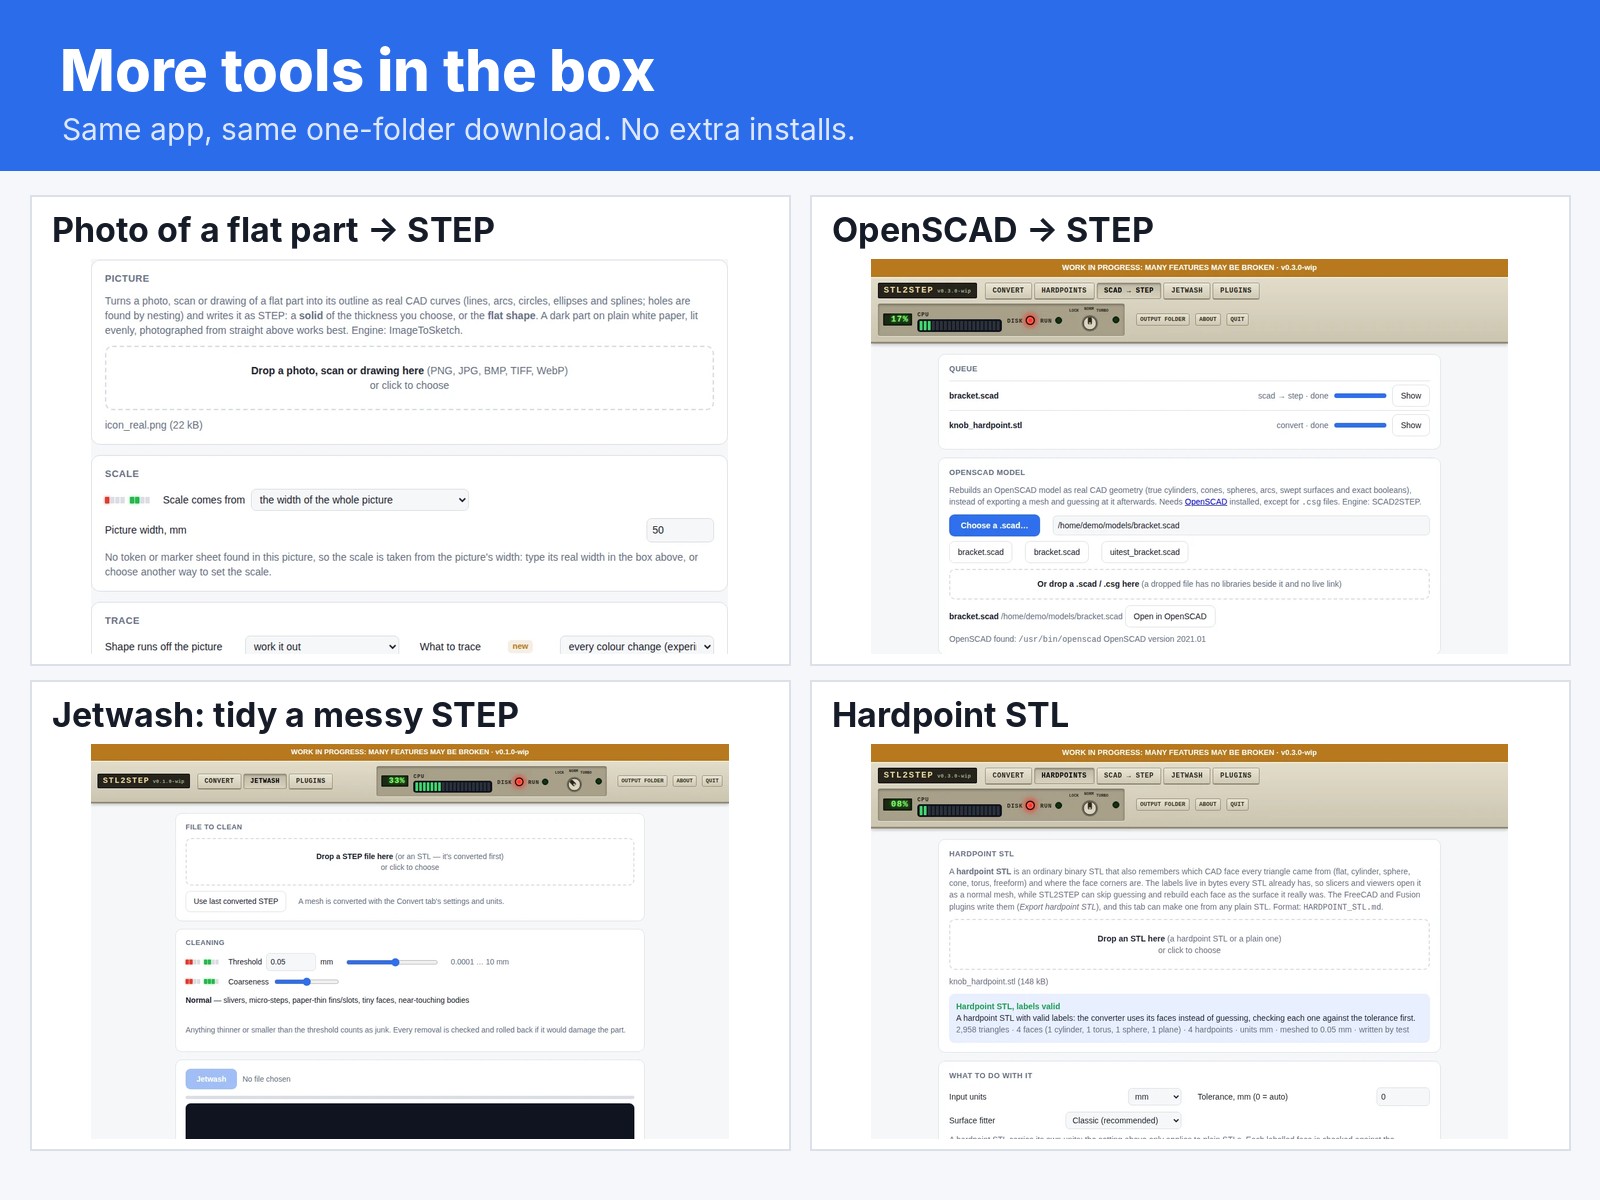 More tools in the box
Same app, same one-folder download. No extra installs.
Photo of a flat part → STEP
PICTURE
Turns a photo, scan or drawing of a flat part into its outline as real CAD curves (lines, arcs, circles, ellipses and splines; holes are
found by nesting) and writes it as STEP: a solid of the thickness you choose, or the flat shape. A dark part on plain white paper, lit
evenly, photographed from straight above works best. Engine: ImageToSketch.
Drop a photo, scan or drawing here (PNG, JPG, BMP, TIFF, WebP)
or click to choose
icon_real.png (22 kB)
SCALE
Scale comes from the width of the whole picture
Picture width, mm 50
No token or marker sheet found in this picture, so the scale is taken from the picture's width: type its real width in the box above, or
choose another way to set the scale.
TRACE
Shape runs off the picture work it out What to trace new every colour change (experi
OpenSCAD → STEP
WORK IN PROGRESS: MANY FEATURES MAY BE BROKEN · v0.3.0-wip
STL2STEP v0.3.0-wip CONVERT HARDPOINTS SCAD → STEP JETWASH PLUGINS
17% CPU DISK RUN LOCK NORM TURBO OUTPUT FOLDER ABOUT QUIT
QUEUE
bracket.scad scad → step · done Show
knob_hardpoint.stl convert · done Show
OPENSCAD MODEL
Rebuilds an OpenSCAD model as real CAD geometry (true cylinders, cones, spheres, arcs, swept surfaces and exact booleans),
instead of exporting a mesh and guessing at it afterwards. Needs OpenSCAD installed, except for .csg files. Engine: SCAD2STEP.
Choose a .scad... /home/demo/models/bracket.scad
bracket.scad bracket.scad uitest_bracket.scad
Or drop a .scad / .csg here (a dropped file has no libraries beside it and no live link)
bracket.scad /home/demo/models/bracket.scad Open in OpenSCAD
OpenSCAD found: /usr/bin/openscad OpenSCAD version 2021.01
Jetwash: tidy a messy STEP
WORK IN PROGRESS: MANY FEATURES MAY BE BROKEN · v0.1.0-wip
STL2STEP v0.1.0-wip CONVERT JETWASH PLUGINS 33% CPU DISK RUN LOCK NORM TURBO OUTPUT FOLDER ABOUT QUIT
FILE TO CLEAN
Drop a STEP file here (or an STL — it's converted first)
or click to choose
Use last converted STEP A mesh is converted with the Convert tab's settings and units.
CLEANING
Threshold 0.05 mm 0.0001 ... 10 mm
Coarseness
Normal — slivers, micro-steps, paper-thin fins/slots, tiny faces, near-touching bodies
Anything thinner or smaller than the threshold counts as junk. Every removal is checked and rolled back if it would damage the part.
Jetwash No file chosen
Hardpoint STL
WORK IN PROGRESS: MANY FEATURES MAY BE BROKEN · v0.3.0-wip
STL2STEP v0.3.0-wip CONVERT HARDPOINTS SCAD → STEP JETWASH PLUGINS
08% CPU DISK RUN LOCK NORM TURBO OUTPUT FOLDER ABOUT QUIT
HARDPOINT STL
A hardpoint STL is an ordinary binary STL that also remembers which CAD face every triangle came from (flat, cylinder, sphere,
cone, torus, freeform) and where the face corners are. The labels live in bytes every STL already has, so slicers and viewers open it
as a normal mesh, while STL2STEP can skip guessing and rebuild each face as the surface it really was. The FreeCAD and Fusion
plugins write them (Export hardpoint STL), and this tab can make one from any plain STL. Format: HARDPOINT_STL.md.
Drop an STL here (a hardpoint STL or a plain one)
or click to choose
knob_hardpoint.stl (148 kB)
Hardpoint STL, labels valid
A hardpoint STL with valid labels: the converter uses its faces instead of guessing, checking each one against the tolerance first.
2,958 triangles · 4 faces (1 cylinder, 1 torus, 1 sphere, 1 plane) · 4 hardpoints · units mm · meshed to 0.05 mm · written by test
WHAT TO DO WITH IT
Input units mm Tolerance, mm (0 = auto) 0
Surface fitter Classic (recommended)